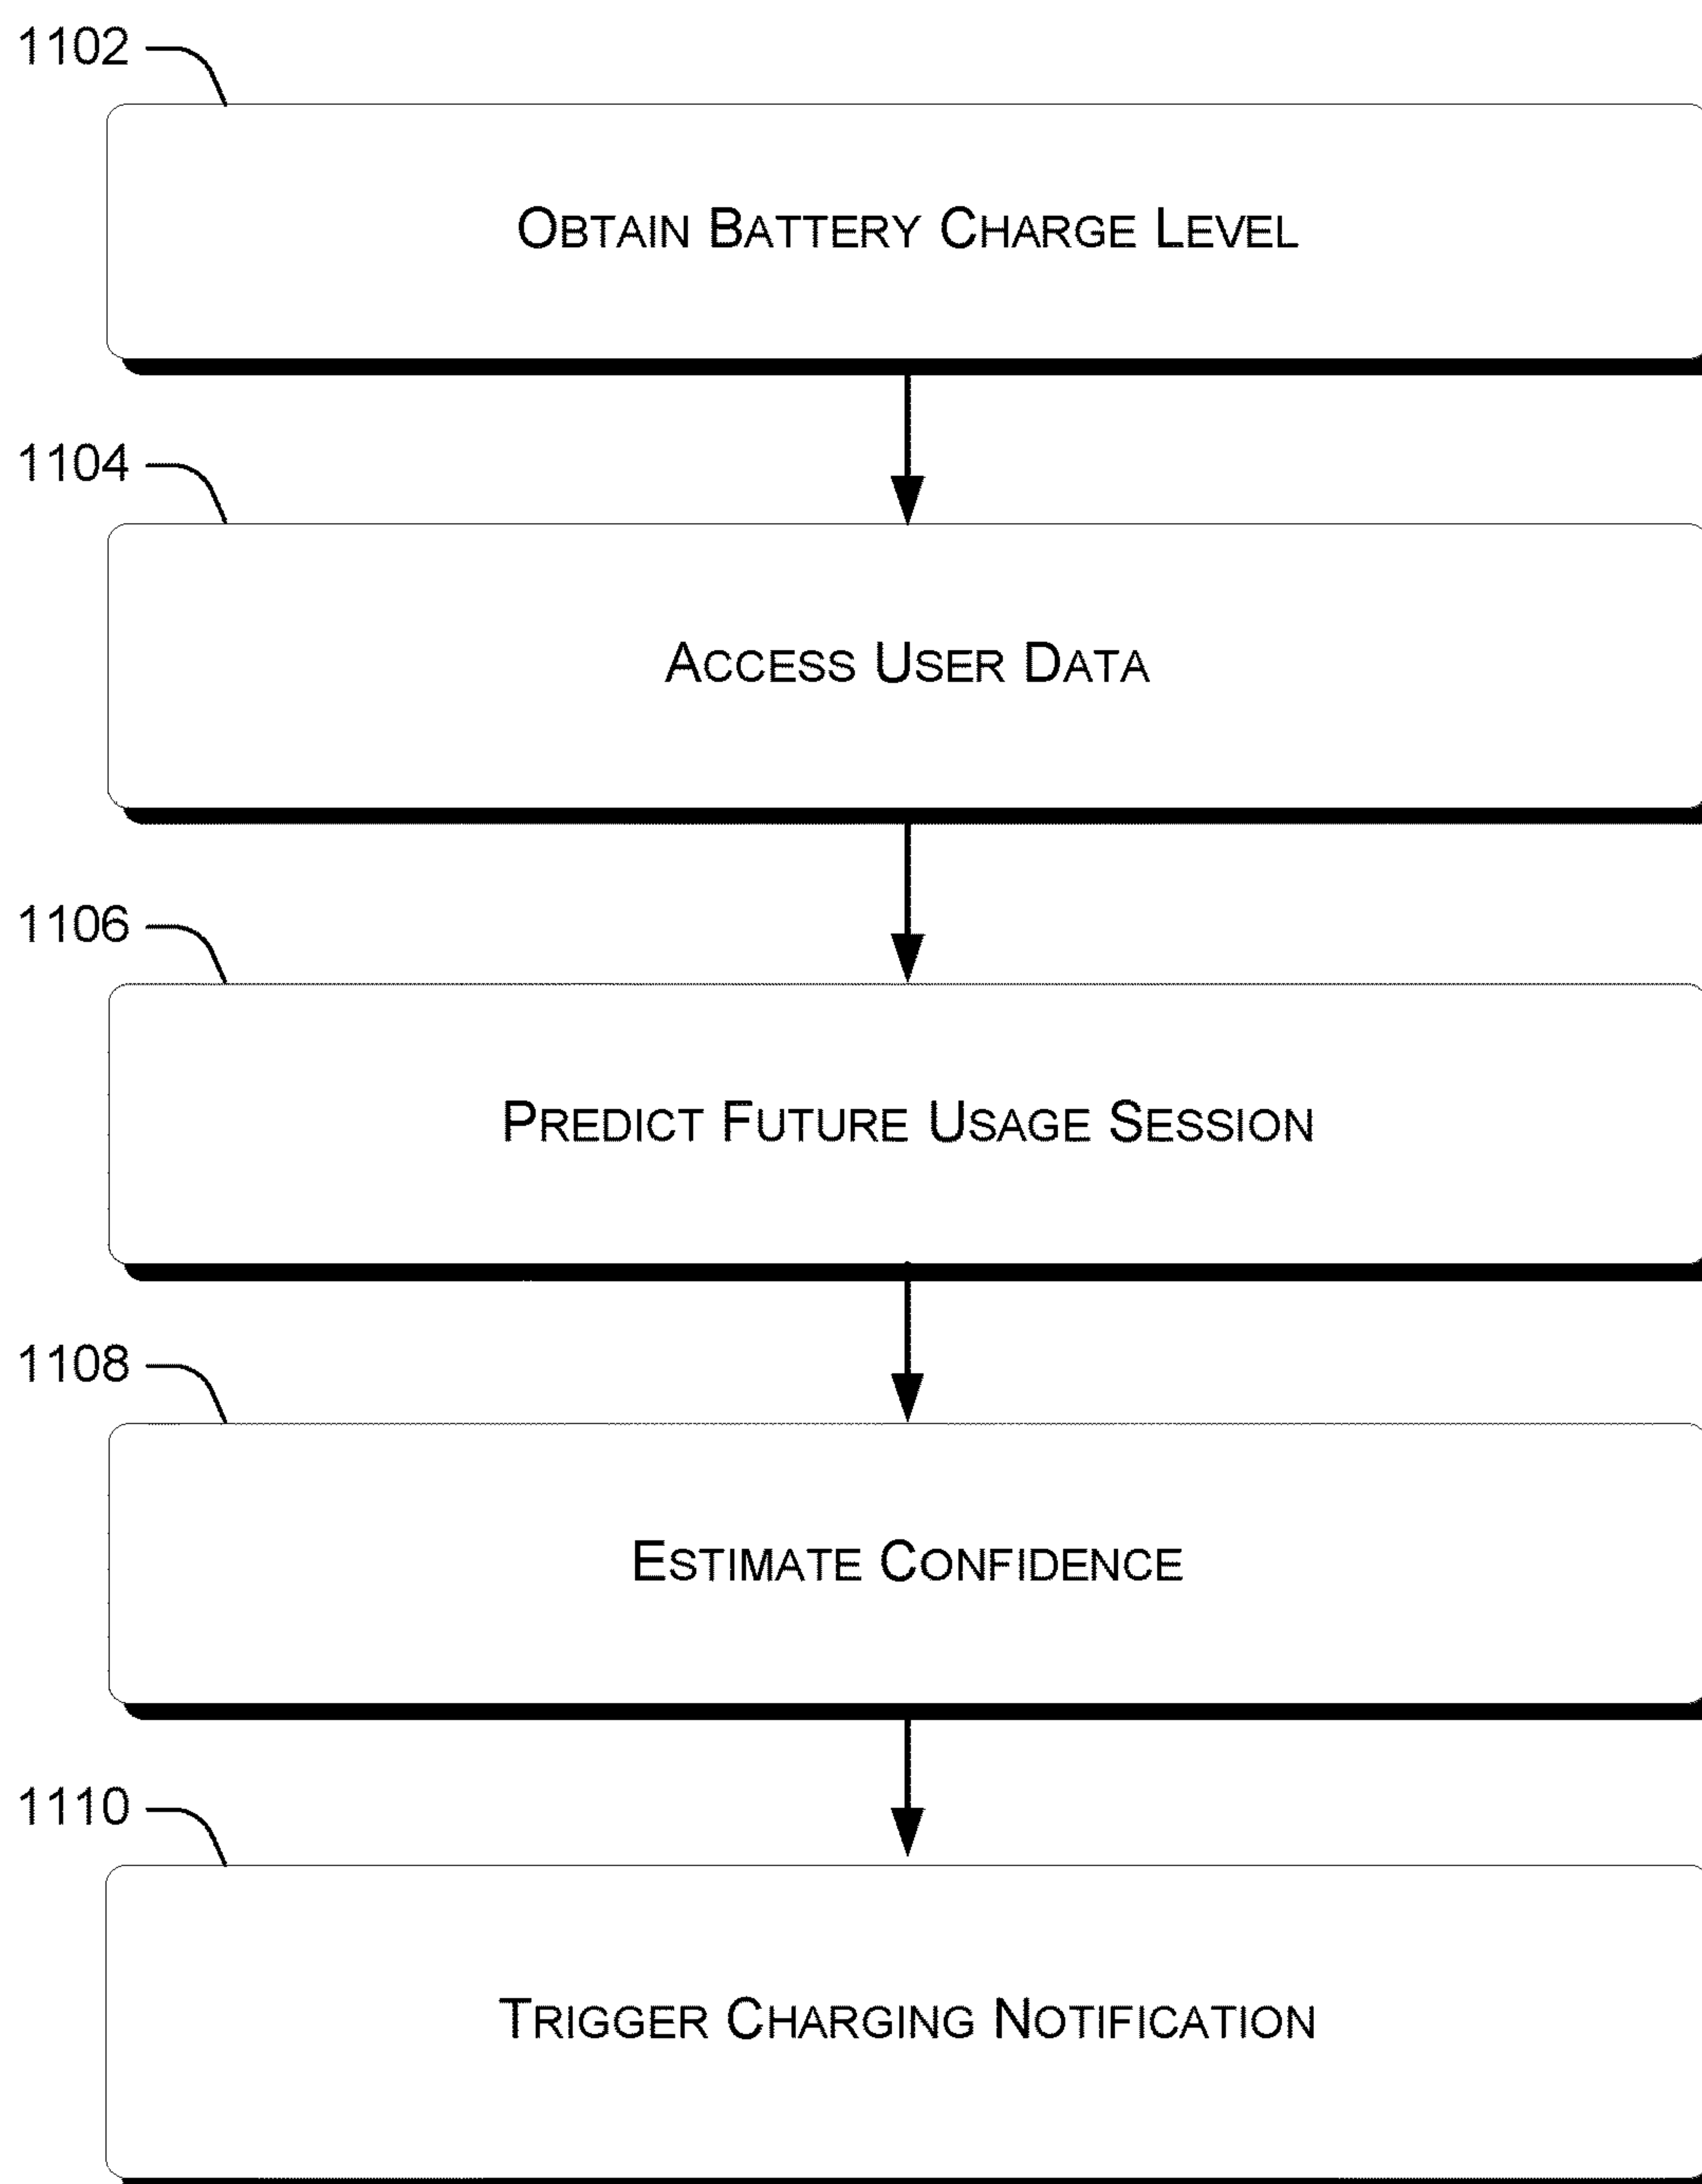 1102
OBTAIN BATTERY CHARGE LEVEL
1104
ACCESS USER DATA
1106
PREDICT FUTURE USAGE SESSION
1108
ESTIMATE CONFIDENCE
1110
TRIGGER CHARGING NOTIFICATION